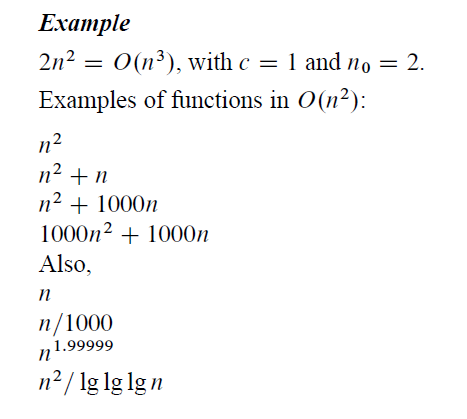 Example
2n² = O(n³), with c = 1 and n₀ = 2.
Examples of functions in O(n²):
n²
n² + n
n² + 1000n
1000n² + 1000n
Also,
n
n/1000
n¹·⁹⁹⁹⁹⁹
n²/ lg lg lg n